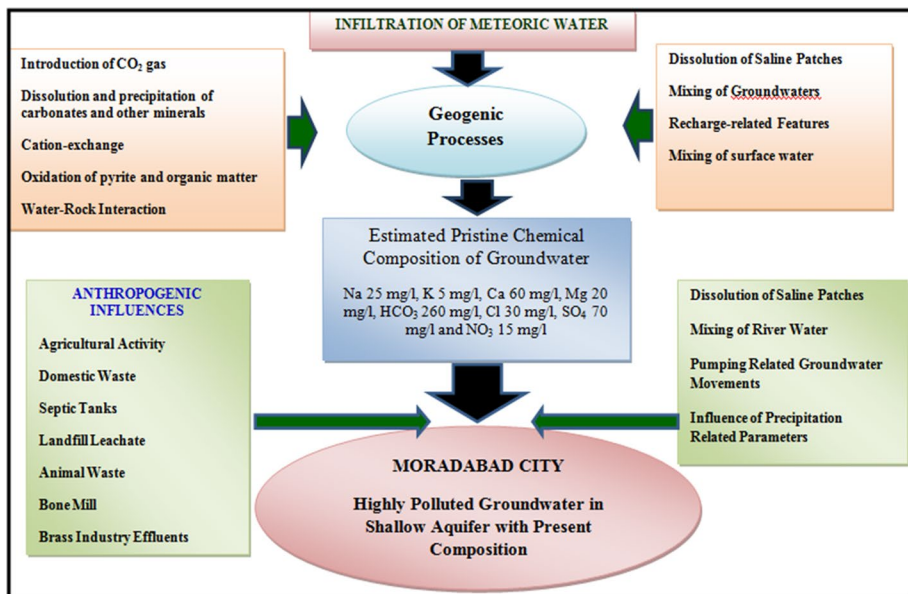 INFILTRATION OF METEORIC WATER
Introduction of CO₂ gas
Dissolution and precipitation of
carbonates and other minerals
Cation-exchange
Oxidation of pyrite and organic matter
Water-Rock Interaction
Geogenic
Processes
Dissolution of Saline Patches
Mixing of Groundwaters
Recharge-related Features
Mixing of surface water
Estimated Pristine Chemical
Composition of Groundwater
Na 25 mg/l, K 5 mg/l, Ca 60 mg/l, Mg 20
mg/l, HCO₃ 260 mg/l, Cl 30 mg/l, SO₄ 70
mg/l and NO₃ 15 mg/l
ANTHROPOGENIC
INFLUENCES
Agricultural Activity
Domestic Waste
Septic Tanks
Landfill Leachate
Animal Waste
Bone Mill
Brass Industry Effluents
Dissolution of Saline Patches
Mixing of River Water
Pumping Related Groundwater
Movements
Influence of Precipitation
Related Parameters
MORADABAD CITY
Highly Polluted Groundwater in
Shallow Aquifer with Present
Composition